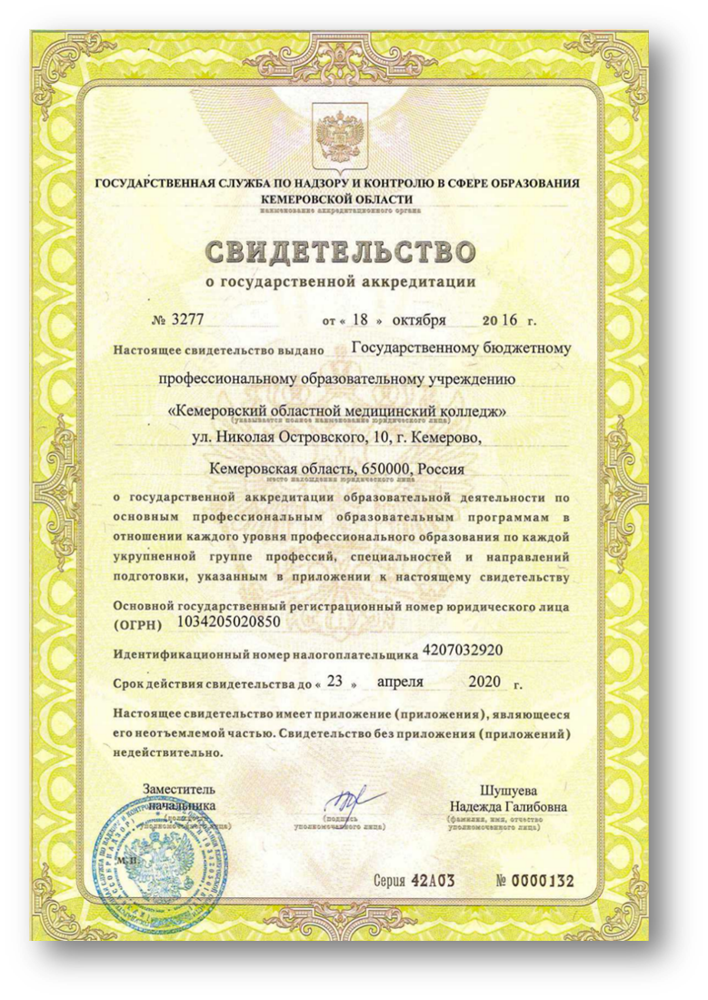 ГОСУДАРСТВЕННАЯ СЛУЖБА ПО НАДЗОРУ И КОНТРОЛЮ В СФЕРЕ ОБРАЗОВАНИЯ
КЕМЕРОВСКОЙ ОБЛАСТИ
наименование аккредитационного органа
СВИДЕТЕЛЬСТВО
о государственной аккредитации
№ 3277 от « 18 » октября 20 16 г.
Настоящее свидетельство выдано Государственному бюджетному
профессиональному образовательному учреждению
«Кемеровский областной медицинский колледж»
(указывается полное наименование юридического лица)
ул. Николая Островского, 10, г. Кемерово,
Кемеровская область, 650000, Россия
место нахождения юридического лица
о государственной аккредитации образовательной деятельности по
основным профессиональным образовательным программам в
отношении каждого уровня профессионального образования по каждой
укрупненной группе профессий, специальностей и направлений
подготовки, указанным в приложении к настоящему свидетельству
Основной государственный регистрационный номер юридического лица
(ОГРН) 1034205020850
Идентификационный номер налогоплательщика 4207032920
Срок действия свидетельства до « 23 » апреля 2020 г.
Настоящее свидетельство имеет приложение (приложения), являющееся
его неотъемлемой частью. Свидетельство без приложения (приложений)
недействительно.
Заместитель
начальника
(должность
уполномоченного лица)
(подпись
уполномоченного лица)
Шушуева
Надежда Галибовна
(фамилия, имя, отчество
уполномоченного лица)
М.П.
Серия 42А03 № 0000132